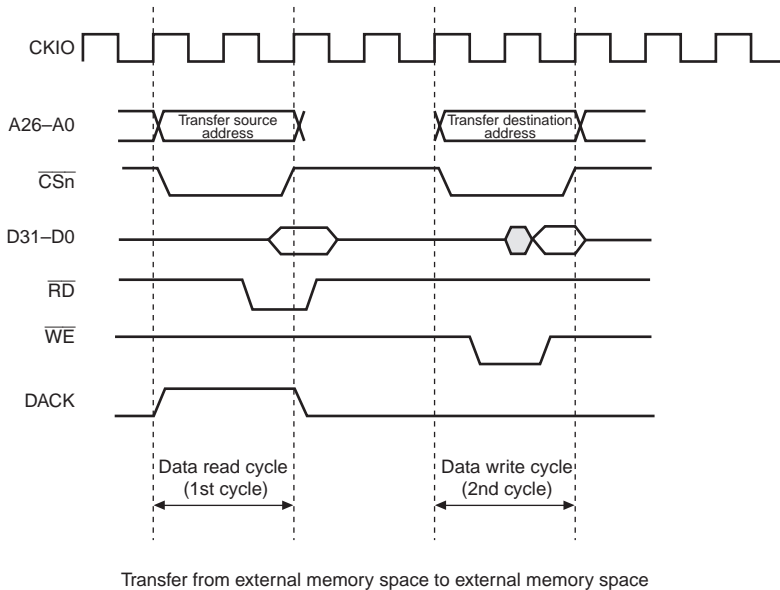 CKIO
A26–A0
Transfer source
address
Transfer destination
address
CSn
D31–D0
RD
WE
DACK
Data read cycle
(1st cycle)
Data write cycle
(2nd cycle)
Transfer from external memory space to external memory space